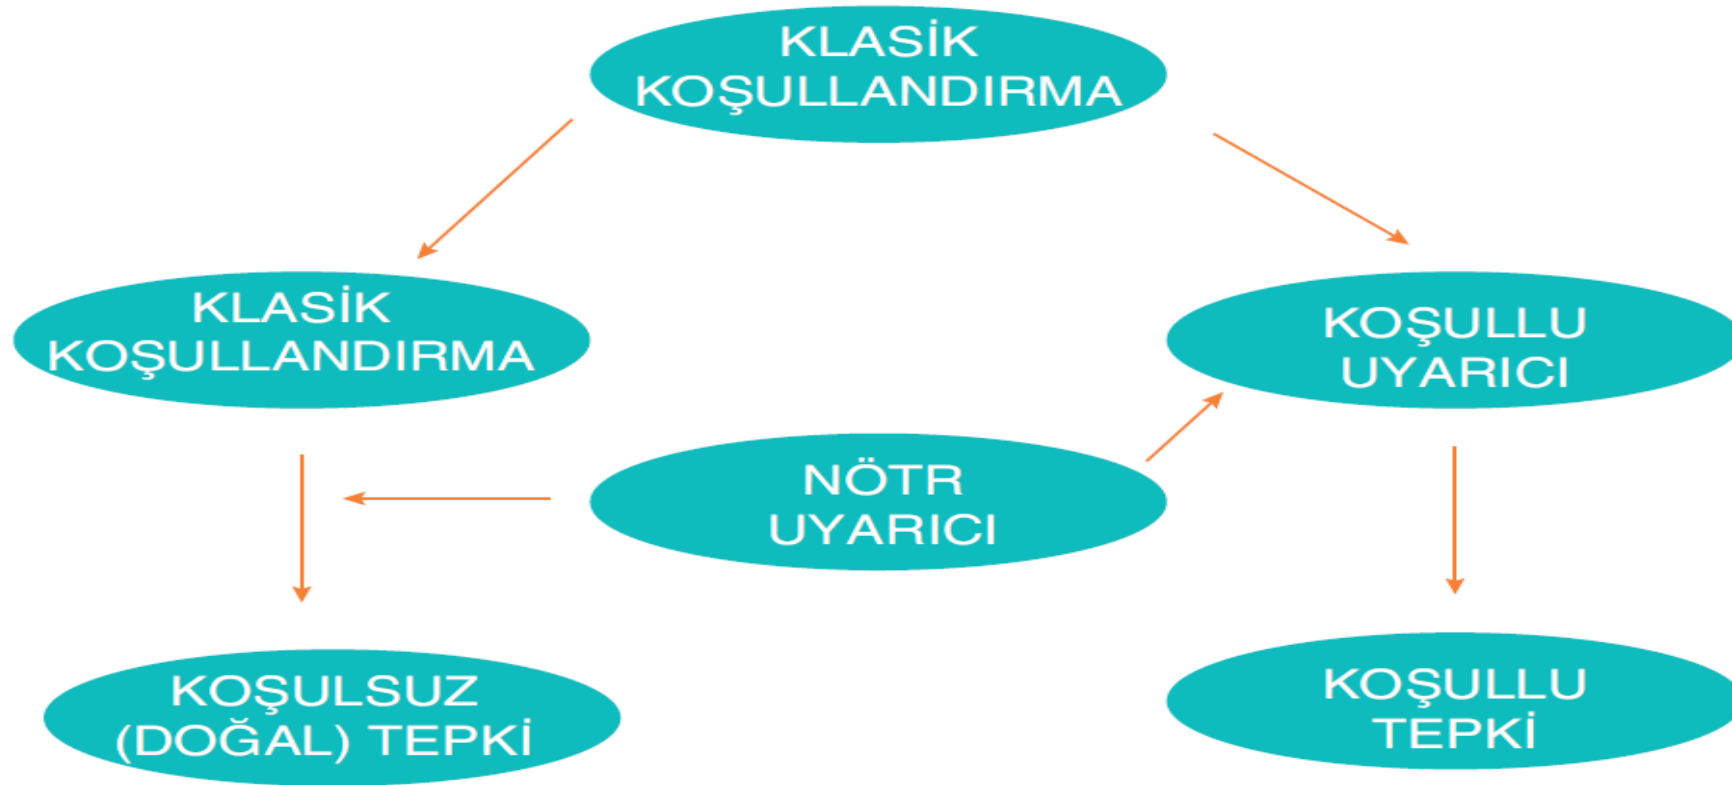 KLASİK
KOŞULLANDIRMA
KLASİK
KOŞULLANDIRMA
KOŞULLU
UYARICI
NÖTR
UYARICI
KOŞULSUZ
(DOĞAL) TEPKİ
KOŞULLU
TEPKİ